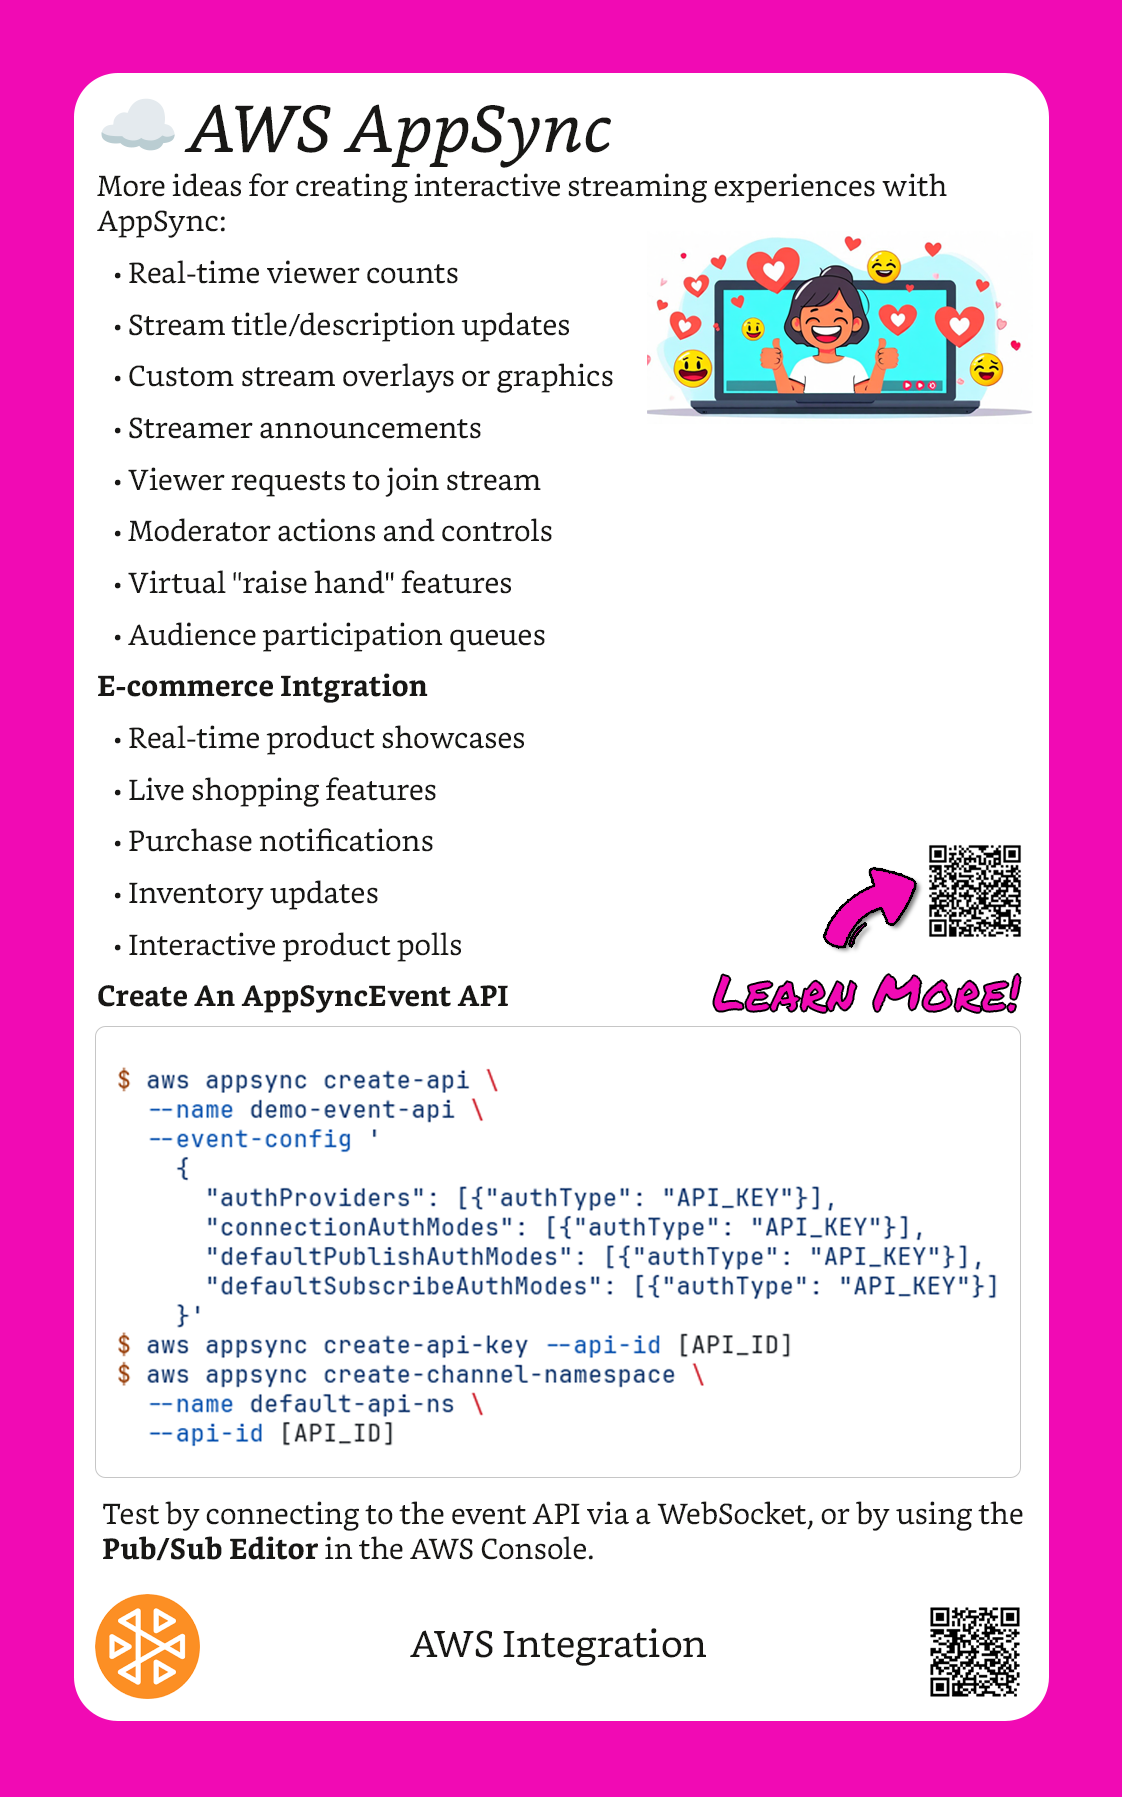 AWS AppSync
More ideas for creating interactive streaming experiences with
AppSync:
• Real-time viewer counts
• Stream title/description updates
• Custom stream overlays or graphics
• Streamer announcements
• Viewer requests to join stream
• Moderator actions and controls
• Virtual "raise hand" features
• Audience participation queues
E-commerce Intgration
• Real-time product showcases
• Live shopping features
• Purchase notifications
• Inventory updates
• Interactive product polls
Learn More!
Create An AppSyncEvent API
$ aws appsync create-api \
  --name demo-event-api \
  --event-config '
    {
      "authProviders": [{"authType": "API_KEY"}],
      "connectionAuthModes": [{"authType": "API_KEY"}],
      "defaultPublishAuthModes": [{"authType": "API_KEY"}],
      "defaultSubscribeAuthModes": [{"authType": "API_KEY"}]
    }'
$ aws appsync create-api-key --api-id [API_ID]
$ aws appsync create-channel-namespace \
  --name default-api-ns \
  --api-id [API_ID]
Test by connecting to the event API via a WebSocket, or by using the
Pub/Sub Editor in the AWS Console.
AWS Integration